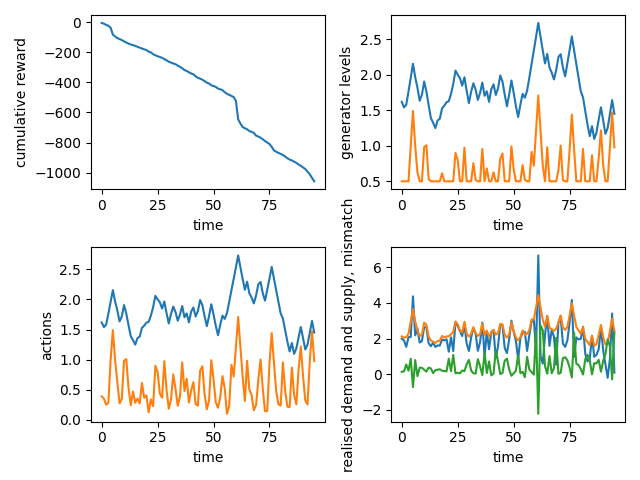 cumulative reward
0
−200
−400
−600
−800
−1000
0 25 50 75
time
generator levels
2.5
2.0
1.5
1.0
0.5
0 25 50 75
time
actions
2.5
2.0
1.5
1.0
0.5
0.0
0 25 50 75
time
realised demand and supply, mismatch
6
4
2
0
−2
0 25 50 75
time